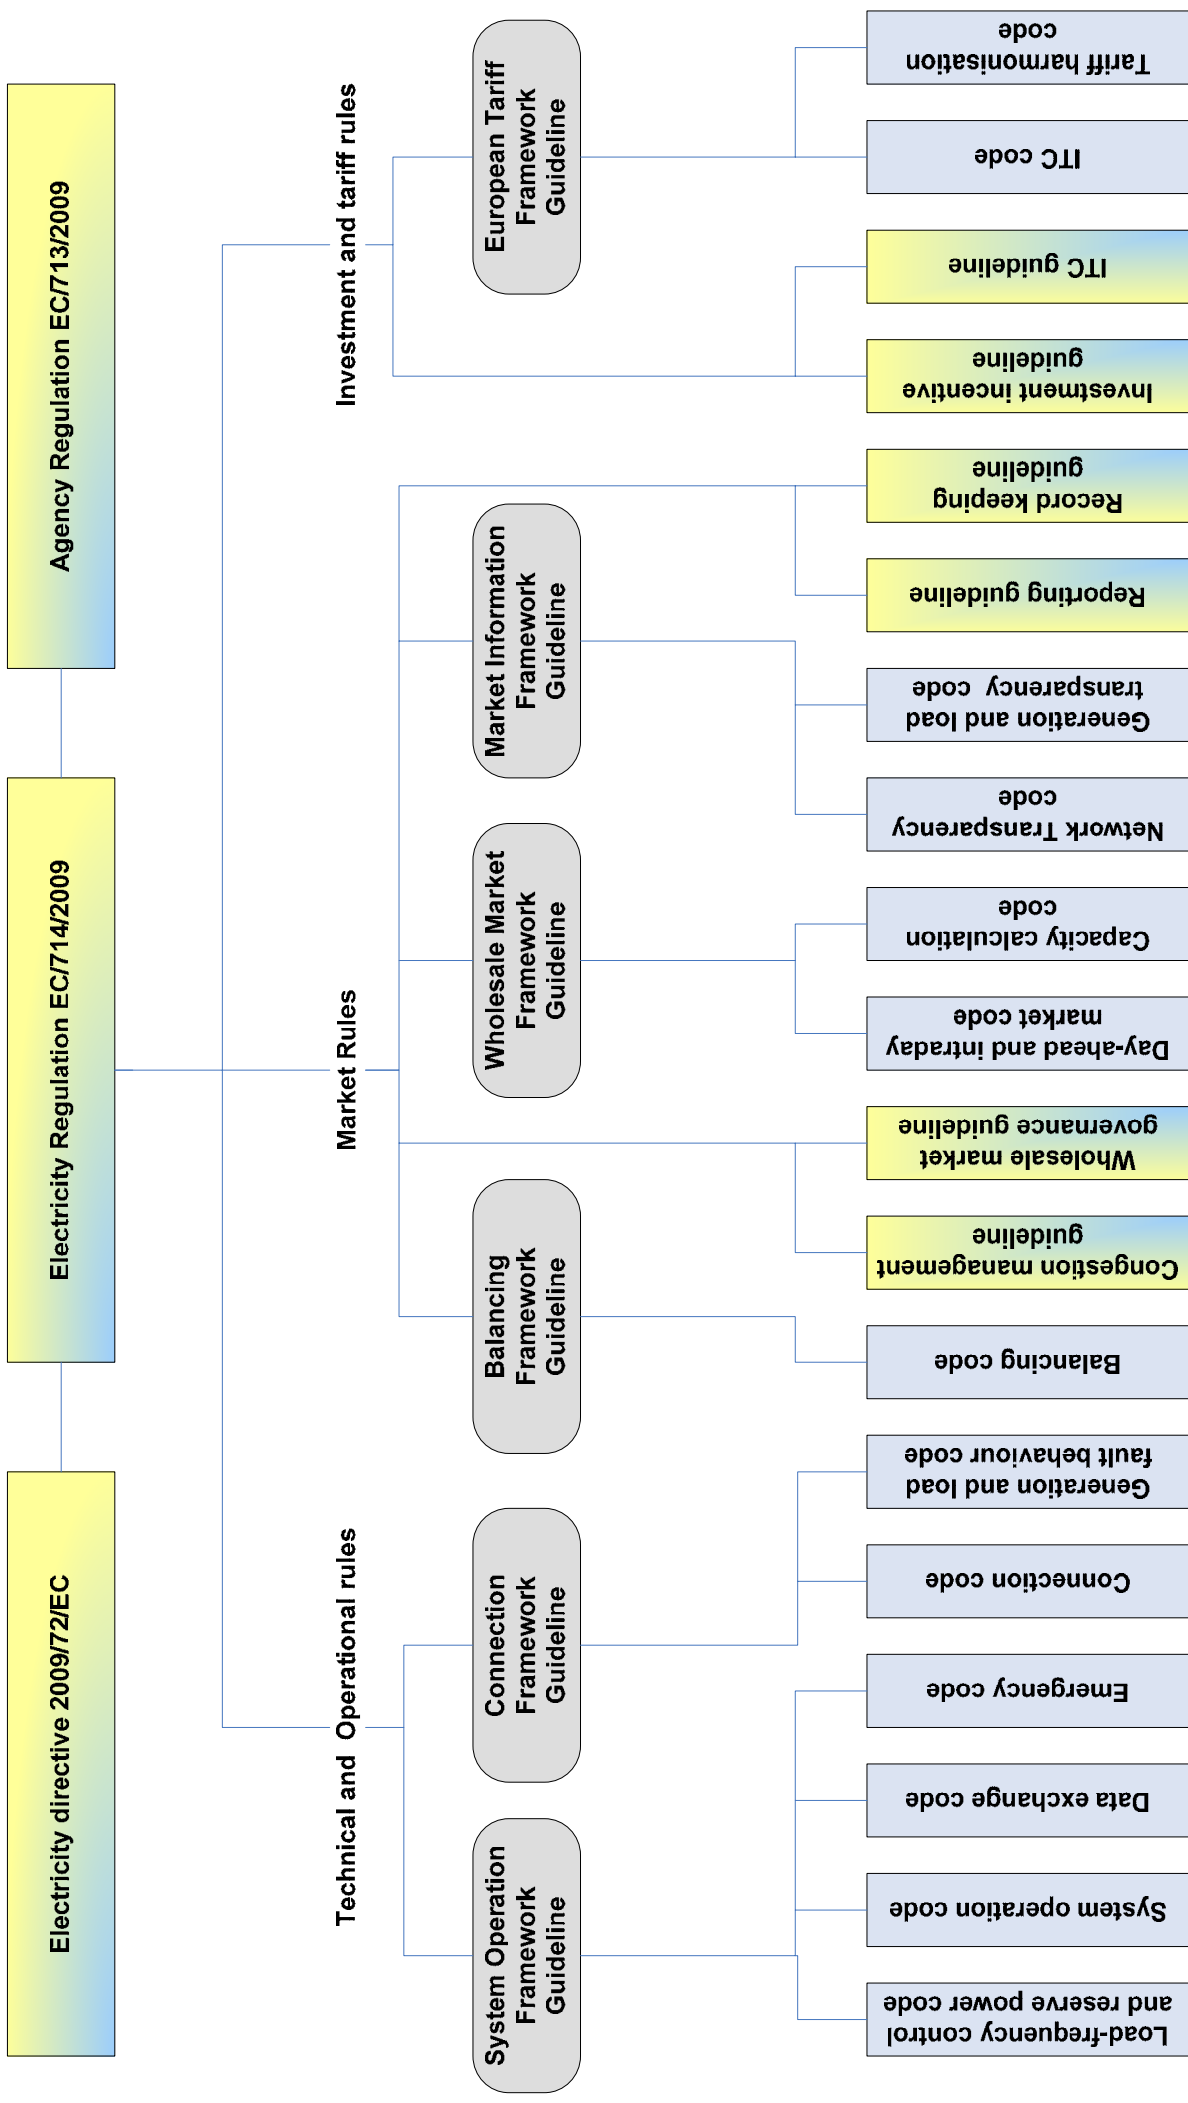 Electricity directive 2009/72/EC
Electricity Regulation EC/714/2009
Agency Regulation EC/713/2009
Technical and  Operational rules
Market Rules
Investment and tariff rules
System Operation
Framework
Guideline
Connection
Framework
Guideline
Balancing
Framework
Guideline
Wholesale Market
Framework
Guideline
Market Information
Framework
Guideline
European Tariff
Framework
Guideline
Load-frequency control
and reserve power code
System operation code
Data exchange code
Emergency code
Connection code
Generation and load
fault behaviour code
Balancing code
Congestion management
guideline
Wholesale market
governance guideline
Day-ahead and intraday
market code
Capacity calculation
code
Network Transparency
code
Generation and load
transparency  code
Reporting guideline
Record keeping
guideline
Investment incentive
guideline
ITC guideline
ITC code
Tariff harmonisation
code